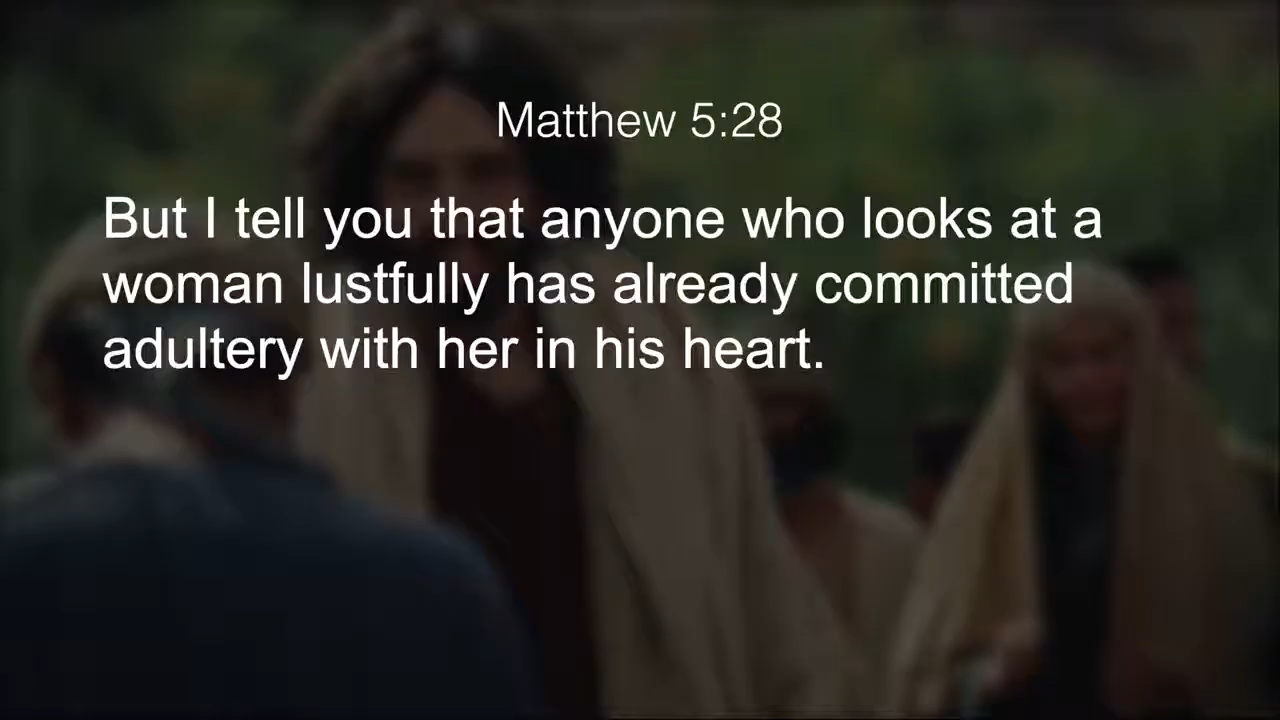 Matthew 5:28
But I tell you that anyone who looks at a
woman lustfully has already committed
adultery with her in his heart.